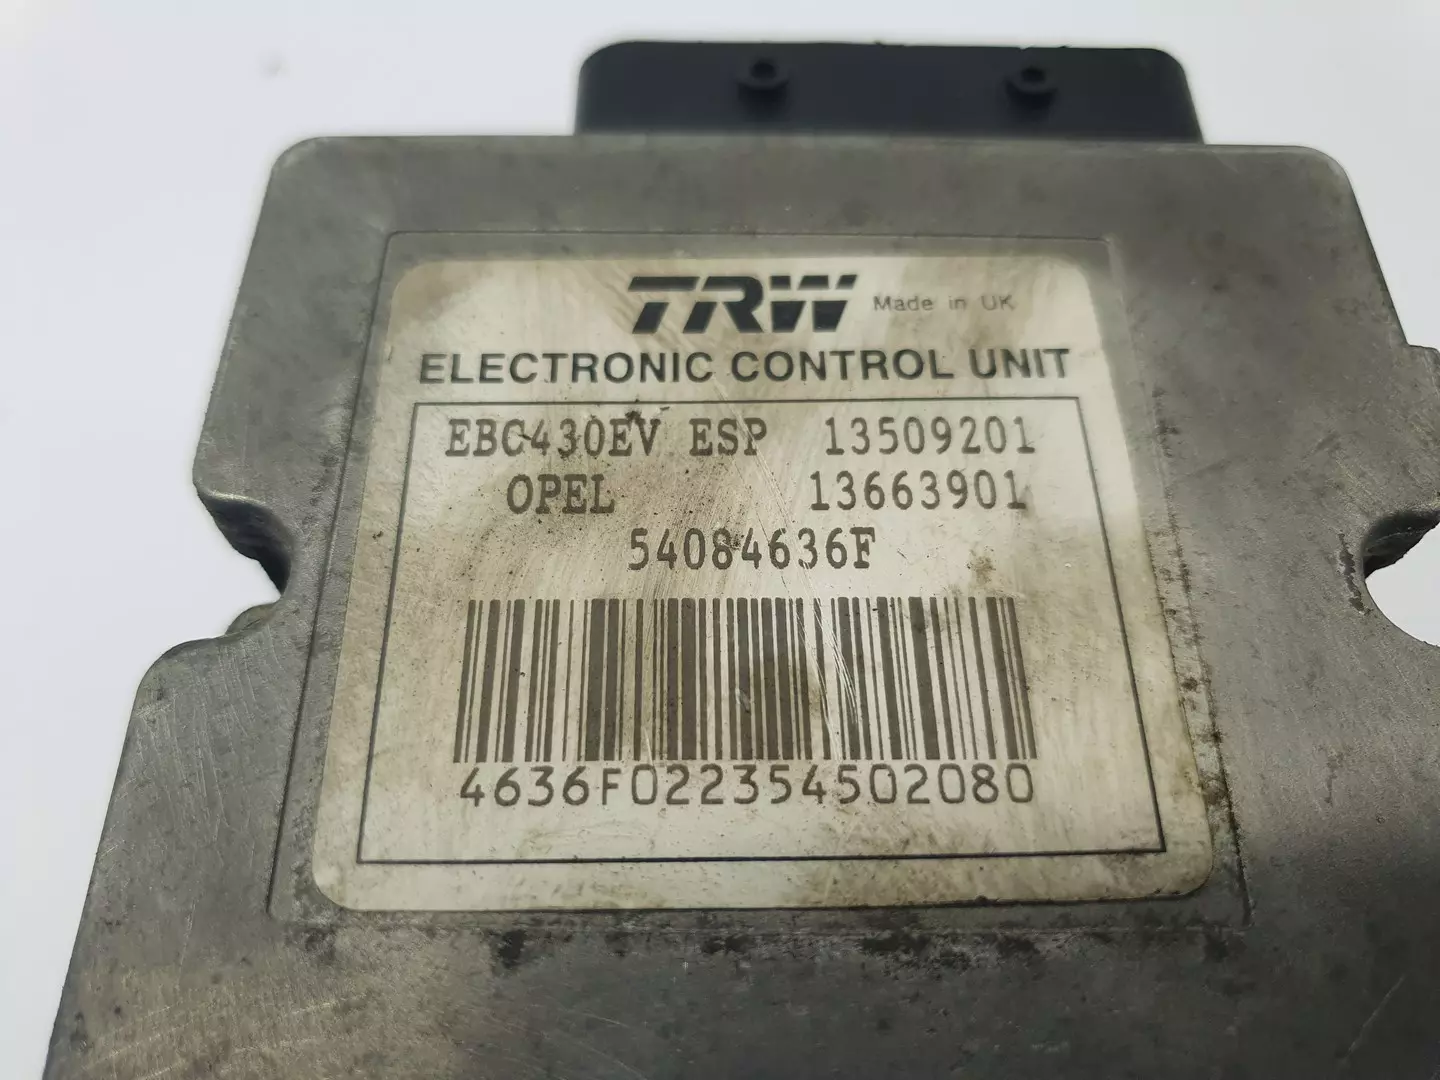 TRW Made in UK
ELECTRONIC CONTROL UNIT
EBC430EV ESP 13509201
OPEL 13663901
54084636F
4636F022354502080